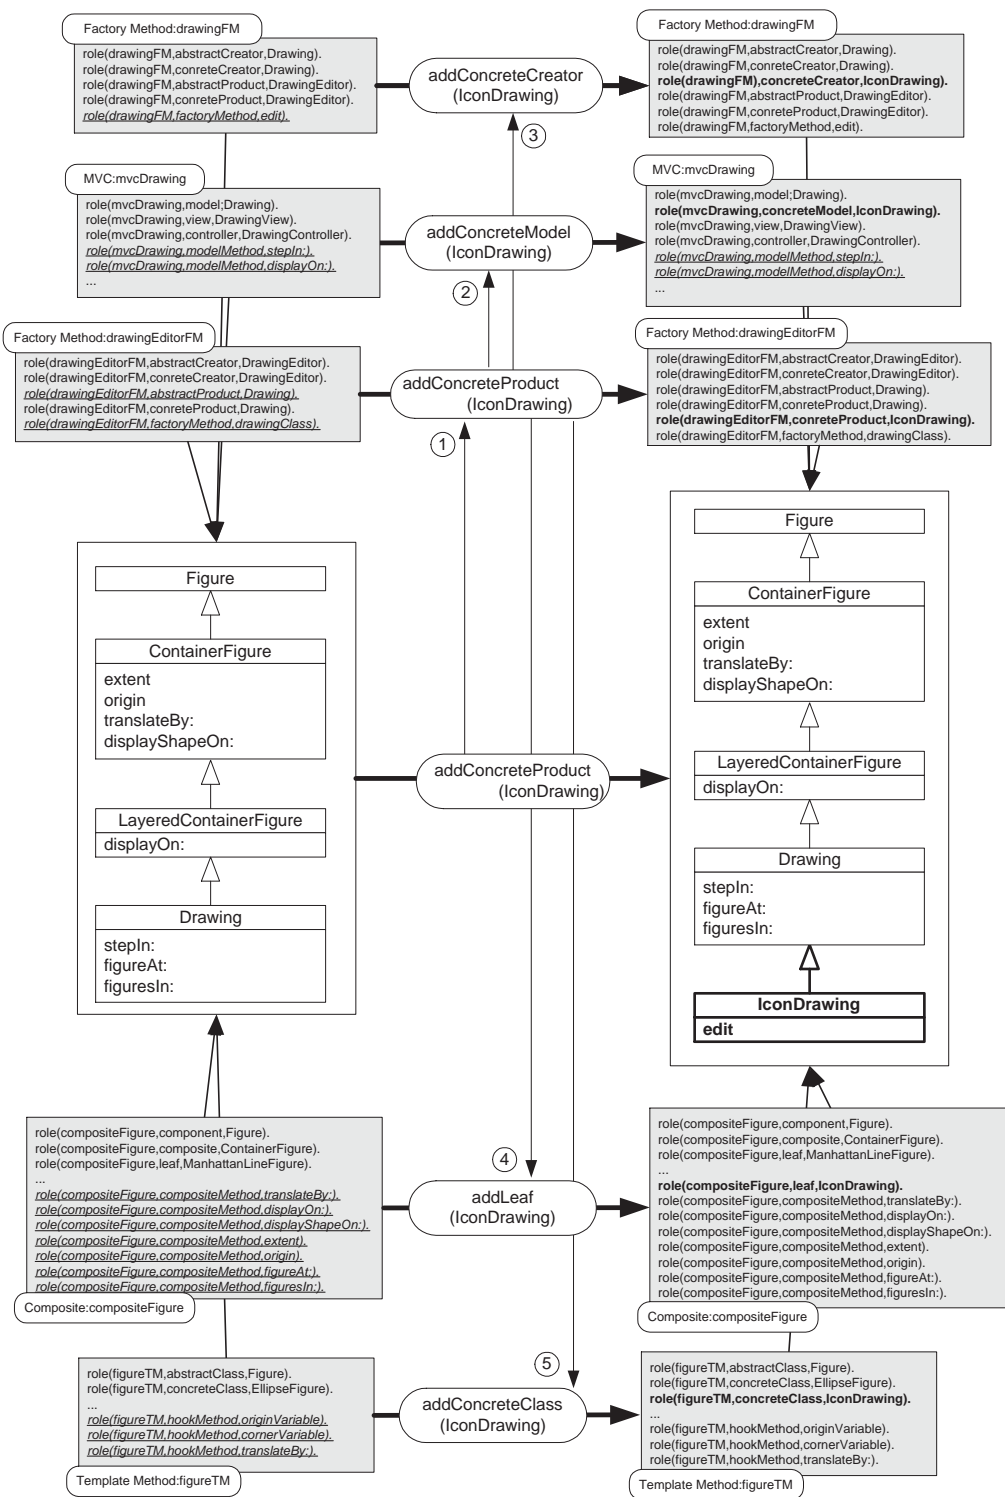 Factory Method:drawingFM
role(drawingFM,abstractCreator,Drawing).
role(drawingFM,conreteCreator,Drawing).
role(drawingFM,abstractProduct,DrawingEditor).
role(drawingFM,conreteProduct,DrawingEditor).
role(drawingFM,factoryMethod,edit).
addConcreteCreator
(IconDrawing)
Factory Method:drawingFM
role(drawingFM,abstractCreator,Drawing).
role(drawingFM,conreteCreator,Drawing).
role(drawingFM),concreteCreator,IconDrawing).
role(drawingFM,abstractProduct,DrawingEditor).
role(drawingFM,conreteProduct,DrawingEditor).
role(drawingFM,factoryMethod,edit).
3
MVC:mvcDrawing
role(mvcDrawing,model;Drawing).
role(mvcDrawing,view,DrawingView).
role(mvcDrawing,controller,DrawingController).
role(mvcDrawing,modelMethod,stepIn:).
role(mvcDrawing,modelMethod,displayOn:).
...
addConcreteModel
(IconDrawing)
MVC:mvcDrawing
role(mvcDrawing,model;Drawing).
role(mvcDrawing,concreteModel,IconDrawing).
role(mvcDrawing,view,DrawingView).
role(mvcDrawing,controller,DrawingController).
role(mvcDrawing,modelMethod,stepIn:).
role(mvcDrawing,modelMethod,displayOn:).
...
2
Factory Method:drawingEditorFM
role(drawingEditorFM,abstractCreator,DrawingEditor).
role(drawingEditorFM,conreteCreator,DrawingEditor).
role(drawingEditorFM,abstractProduct,Drawing).
role(drawingEditorFM,conreteProduct,Drawing).
role(drawingEditorFM,factoryMethod,drawingClass).
addConcreteProduct
(IconDrawing)
Factory Method:drawingEditorFM
role(drawingEditorFM,abstractCreator,DrawingEditor).
role(drawingEditorFM,conreteCreator,DrawingEditor).
role(drawingEditorFM,abstractProduct,Drawing).
role(drawingEditorFM,conreteProduct,Drawing).
role(drawingEditorFM,conreteProduct,IconDrawing).
role(drawingEditorFM,factoryMethod,drawingClass).
1
Figure
ContainerFigure
extent
origin
translateBy:
displayShapeOn:
LayeredContainerFigure
displayOn:
Drawing
stepIn:
figureAt:
figuresIn:
addConcreteProduct
(IconDrawing)
Figure
ContainerFigure
extent
origin
translateBy:
displayShapeOn:
LayeredContainerFigure
displayOn:
Drawing
stepIn:
figureAt:
figuresIn:
IconDrawing
edit
role(compositeFigure,component,Figure).
role(compositeFigure,composite,ContainerFigure).
role(compositeFigure,leaf,ManhattanLineFigure).
...
role(compositeFigure,compositeMethod,translateBy:).
role(compositeFigure,compositeMethod,displayOn:).
role(compositeFigure,compositeMethod,displayShapeOn:).
role(compositeFigure,compositeMethod,extent).
role(compositeFigure,compositeMethod,origin).
role(compositeFigure,compositeMethod,figureAt:).
role(compositeFigure,compositeMethod,figuresIn:).
Composite:compositeFigure
4
addLeaf
(IconDrawing)
role(compositeFigure,component,Figure).
role(compositeFigure,composite,ContainerFigure).
role(compositeFigure,leaf,ManhattanLineFigure).
...
role(compositeFigure,leaf,IconDrawing).
role(compositeFigure,compositeMethod,translateBy:).
role(compositeFigure,compositeMethod,displayOn:).
role(compositeFigure,compositeMethod,displayShapeOn:).
role(compositeFigure,compositeMethod,extent).
role(compositeFigure,compositeMethod,origin).
role(compositeFigure,compositeMethod,figureAt:).
role(compositeFigure,compositeMethod,figuresIn:).
Composite:compositeFigure
role(figureTM,abstractClass,Figure).
role(figureTM,concreteClass,EllipseFigure).
...
role(figureTM,hookMethod,originVariable).
role(figureTM,hookMethod,cornerVariable).
role(figureTM,hookMethod,translateBy:).
Template Method:figureTM
5
addConcreteClass
(IconDrawing)
role(figureTM,abstractClass,Figure).
role(figureTM,concreteClass,EllipseFigure).
role(figureTM,concreteClass,IconDrawing).
...
role(figureTM,hookMethod,originVariable).
role(figureTM,hookMethod,cornerVariable).
role(figureTM,hookMethod,translateBy:).
Template Method:figureTM